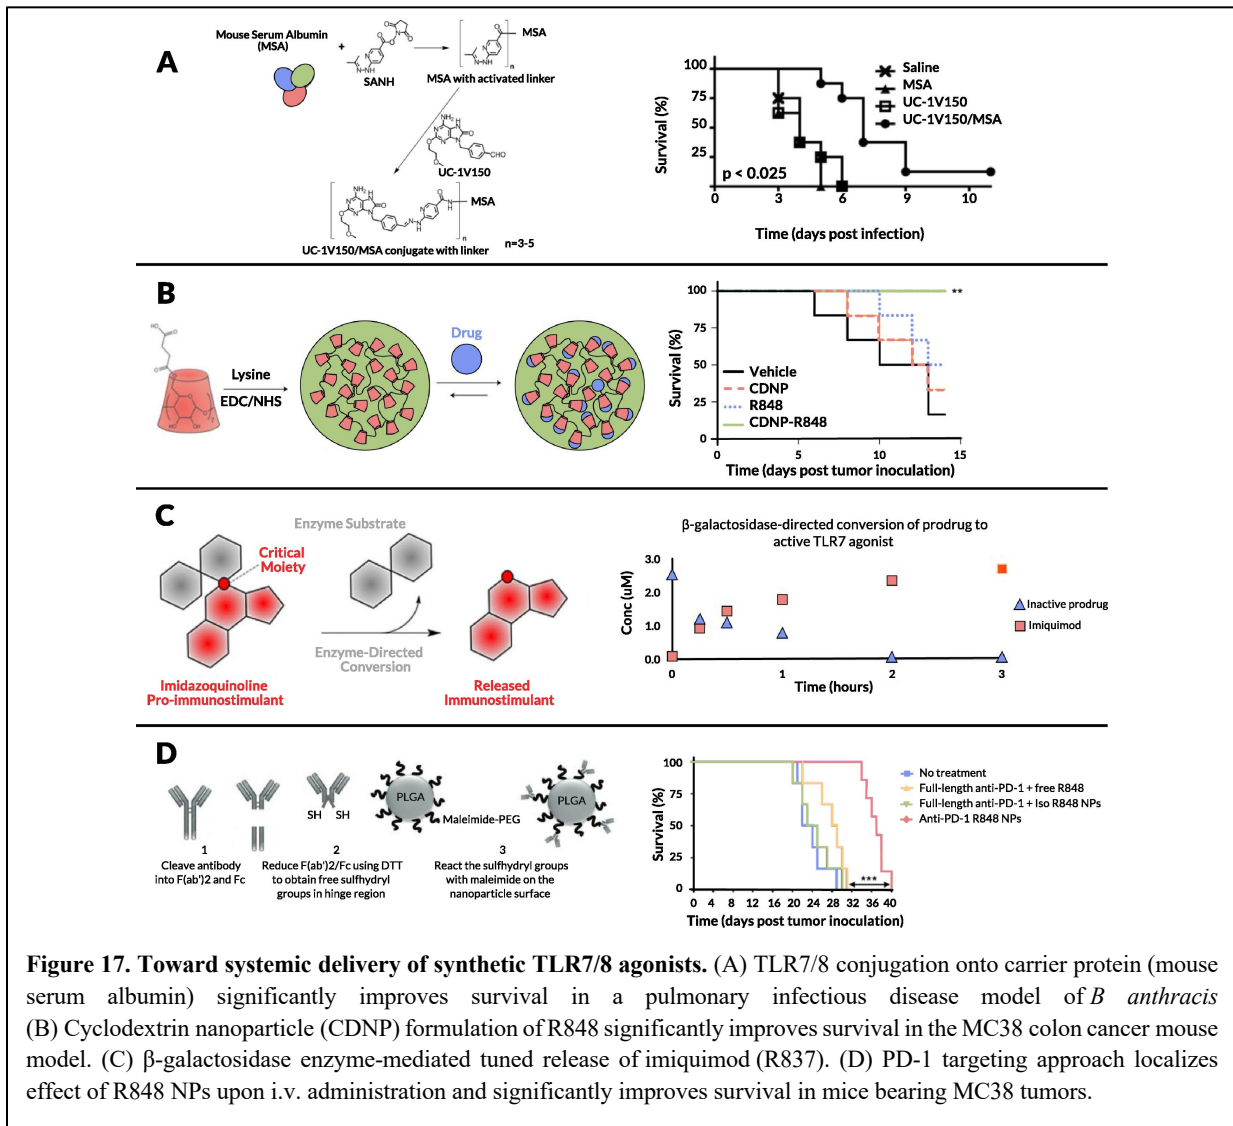 A
Mouse Serum Albumin
(MSA)
+
SANH
MSA
n
MSA with activated linker
UC-1V150
MSA
n
UC-1V150/MSA conjugate with linker
n=3-5
Survival (%)
100
75
50
25
p < 0.025
3
6
9
10
Time (days post infection)
Saline
MSA
UC-1V150
UC-1V150/MSA
B
Lysine
EDC/NHS
Drug
Survival (%)
100
75
50
25
0
0
5
10
15
**
Vehicle
CDNP
R848
CDNP-R848
Time (days post tumor inoculation)
C
Enzyme Substrate
Critical
Moiety
Enzyme-Directed
Conversion
Imidazoquinoline
Pro-immunostimulant
Released
Immunostimulant
β-galactosidase-directed conversion of prodrug to
active TLR7 agonist
Conc (uM)
3.0
2.0
1.0
0.0
0
1
2
3
Time (hours)
Inactive prodrug
Imiquimod
D
SH SH
PLGA
Maleimide-PEG
PLGA
1
Cleave antibody
into F(ab')2 and Fc
2
Reduce F(ab')2/Fc using DTT
to obtain free sulfhydryl
groups in hinge region
3
React the sulfhydryl groups
with maleimide on the
nanoparticle surface
Survival (%)
100
75
50
25
0
0 4 8 12 16 20 24 28 32 36 40
***
Time (days post tumor inoculation)
No treatment
Full-length anti-PD-1 + free R848
Full-length anti-PD-1 + Iso R848 NPs
Anti-PD-1 R848 NPs
Figure 17. Toward systemic delivery of synthetic TLR7/8 agonists. (A) TLR7/8 conjugation onto carrier protein (mouse
serum albumin) significantly improves survival in a pulmonary infectious disease model of B anthracis
(B) Cyclodextrin nanoparticle (CDNP) formulation of R848 significantly improves survival in the MC38 colon cancer mouse
model. (C) β-galactosidase enzyme-mediated tuned release of imiquimod (R837). (D) PD-1 targeting approach localizes
effect of R848 NPs upon i.v. administration and significantly improves survival in mice bearing MC38 tumors.